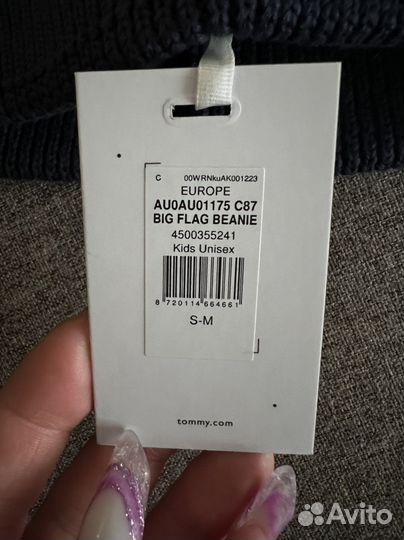 C 00WRNkuAK001223
EUROPE
AU0AU01175 C87
BIG FLAG BEANIE
4500355241
Kids Unisex
8 720114 664661
S-M
tommy.com
Avito